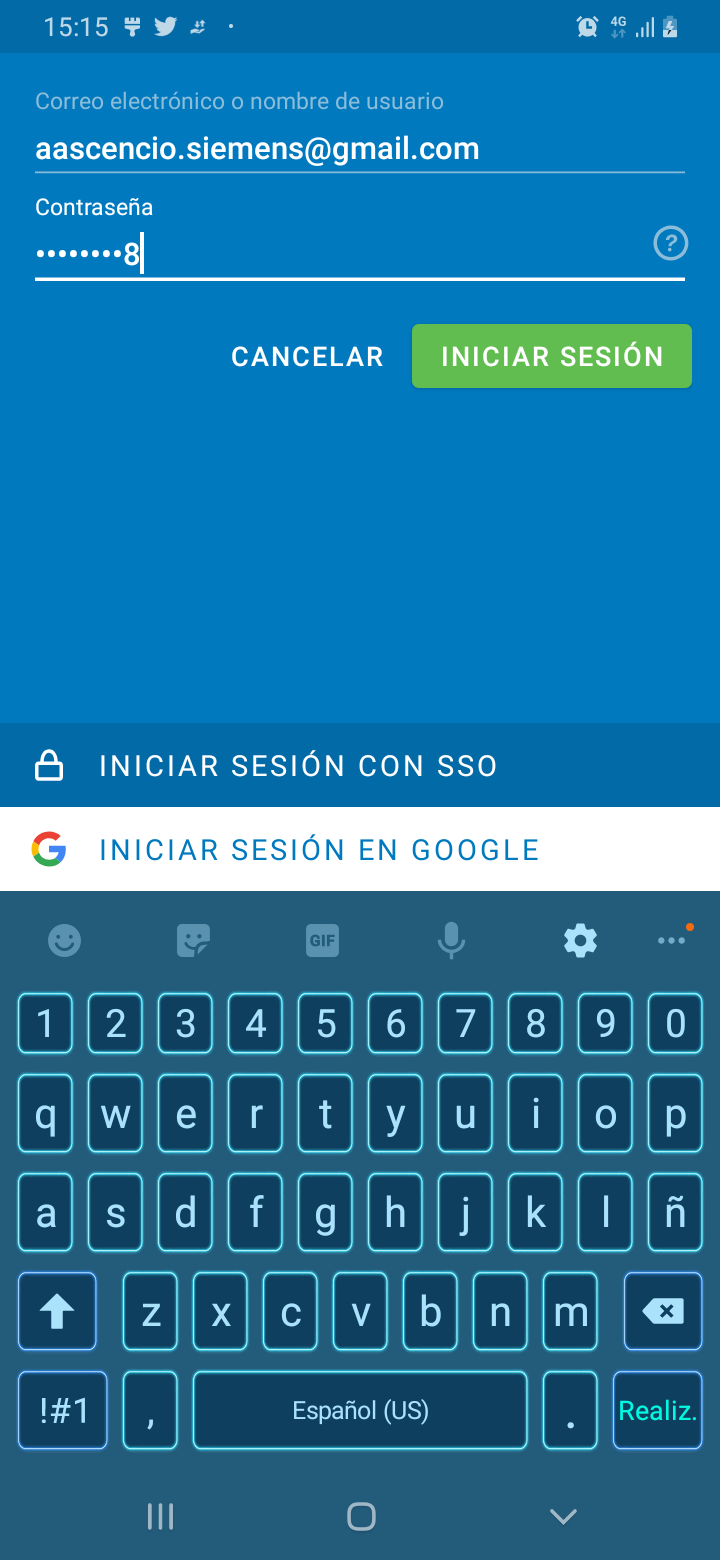 15:15 4G
Correo electrónico o nombre de usuario
aascencio.siemens@gmail.com
Contraseña
••••••••8
?
CANCELAR INICIAR SESIÓN
INICIAR SESIÓN CON SSO
INICIAR SESIÓN EN GOOGLE
GIF
1 2 3 4 5 6 7 8 9 0
q w e r t y u i o p
a s d f g h j k l ñ
z x c v b n m
!#1 , Español (US) . Realiz.